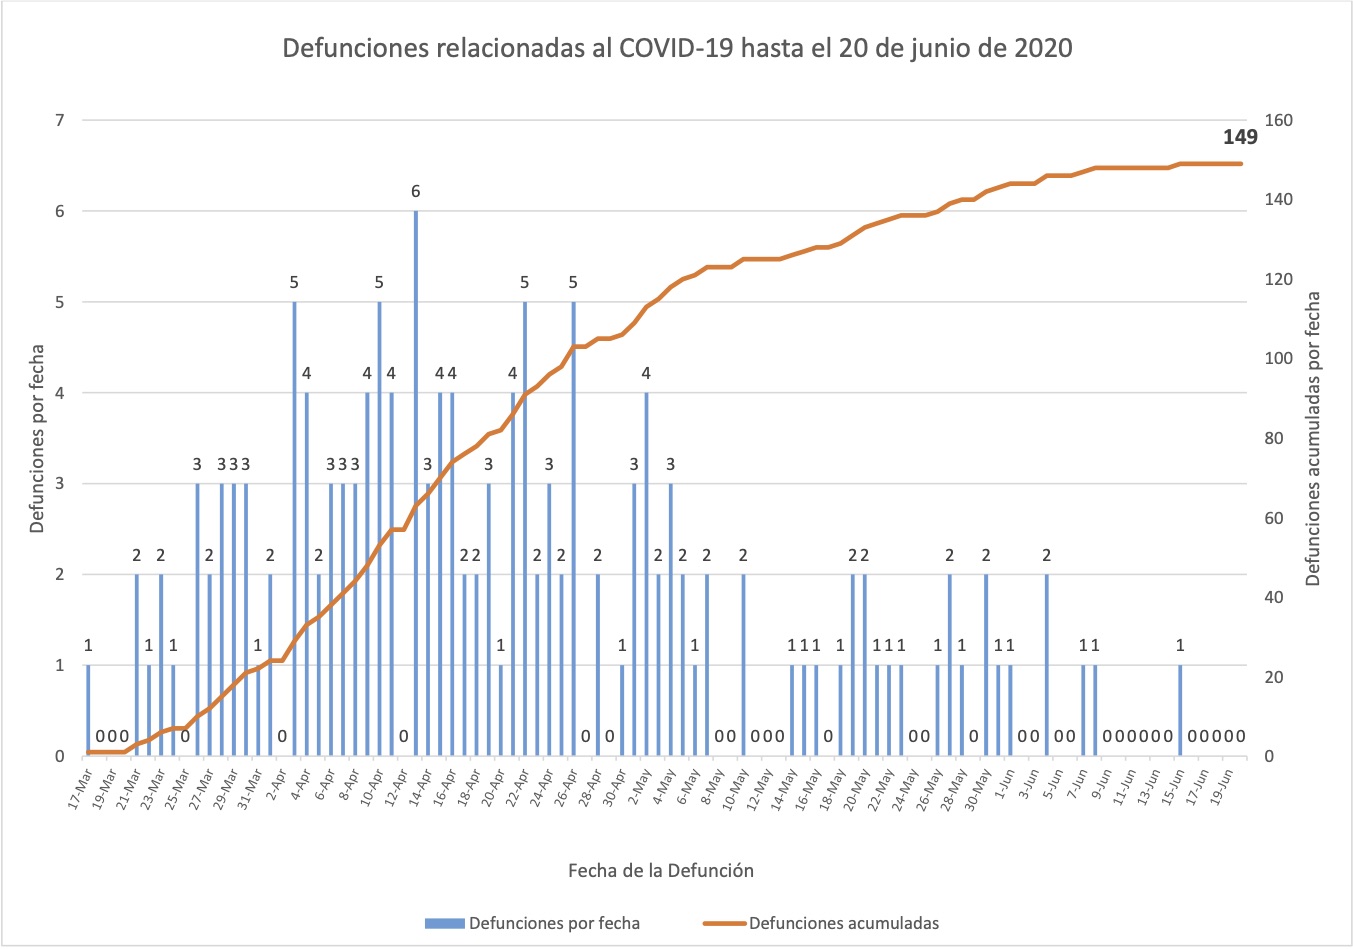 Defunciones relacionadas al COVID-19 hasta el 20 de junio de 2020
7 160
149
6 6 140
5 5 5 5 5 120
4 4 4 4 4 4 4 4 100
3 3 3 3 3 3 3 3 3 3 3 3 3 80
60
2 2 2 2 2 2 2 2 2 2 2 2 2 2 2 2 2 2 2 2 2 40
1 1 1 1 1 1 1 1 1 1 1 1 1 1 1 1 1 1 1 1 1 1 20
0 0 0 0 0 0 0 0 0 0 0 0 0 0 0 0 0 0 0 0 0 0 0 0 0 0 0 0 0 0 0 0 0 0 0 0
0 0
Defunciones por fecha
Defunciones acumuladas por fecha
17-Mar 19-Mar 21-Mar 23-Mar 25-Mar 27-Mar 29-Mar 31-Mar 2-Apr 4-Apr 6-Apr 8-Apr 10-Apr 12-Apr 14-Apr 16-Apr 18-Apr 20-Apr 22-Apr 24-Apr 26-Apr 28-Apr 30-Apr 2-May 4-May 6-May 8-May 10-May 12-May 14-May 16-May 18-May 20-May 22-May 24-May 26-May 28-May 30-May 1-Jun 3-Jun 5-Jun 7-Jun 9-Jun 11-Jun 13-Jun 15-Jun 17-Jun 19-Jun
Fecha de la Defunción
Defunciones por fecha Defunciones acumuladas